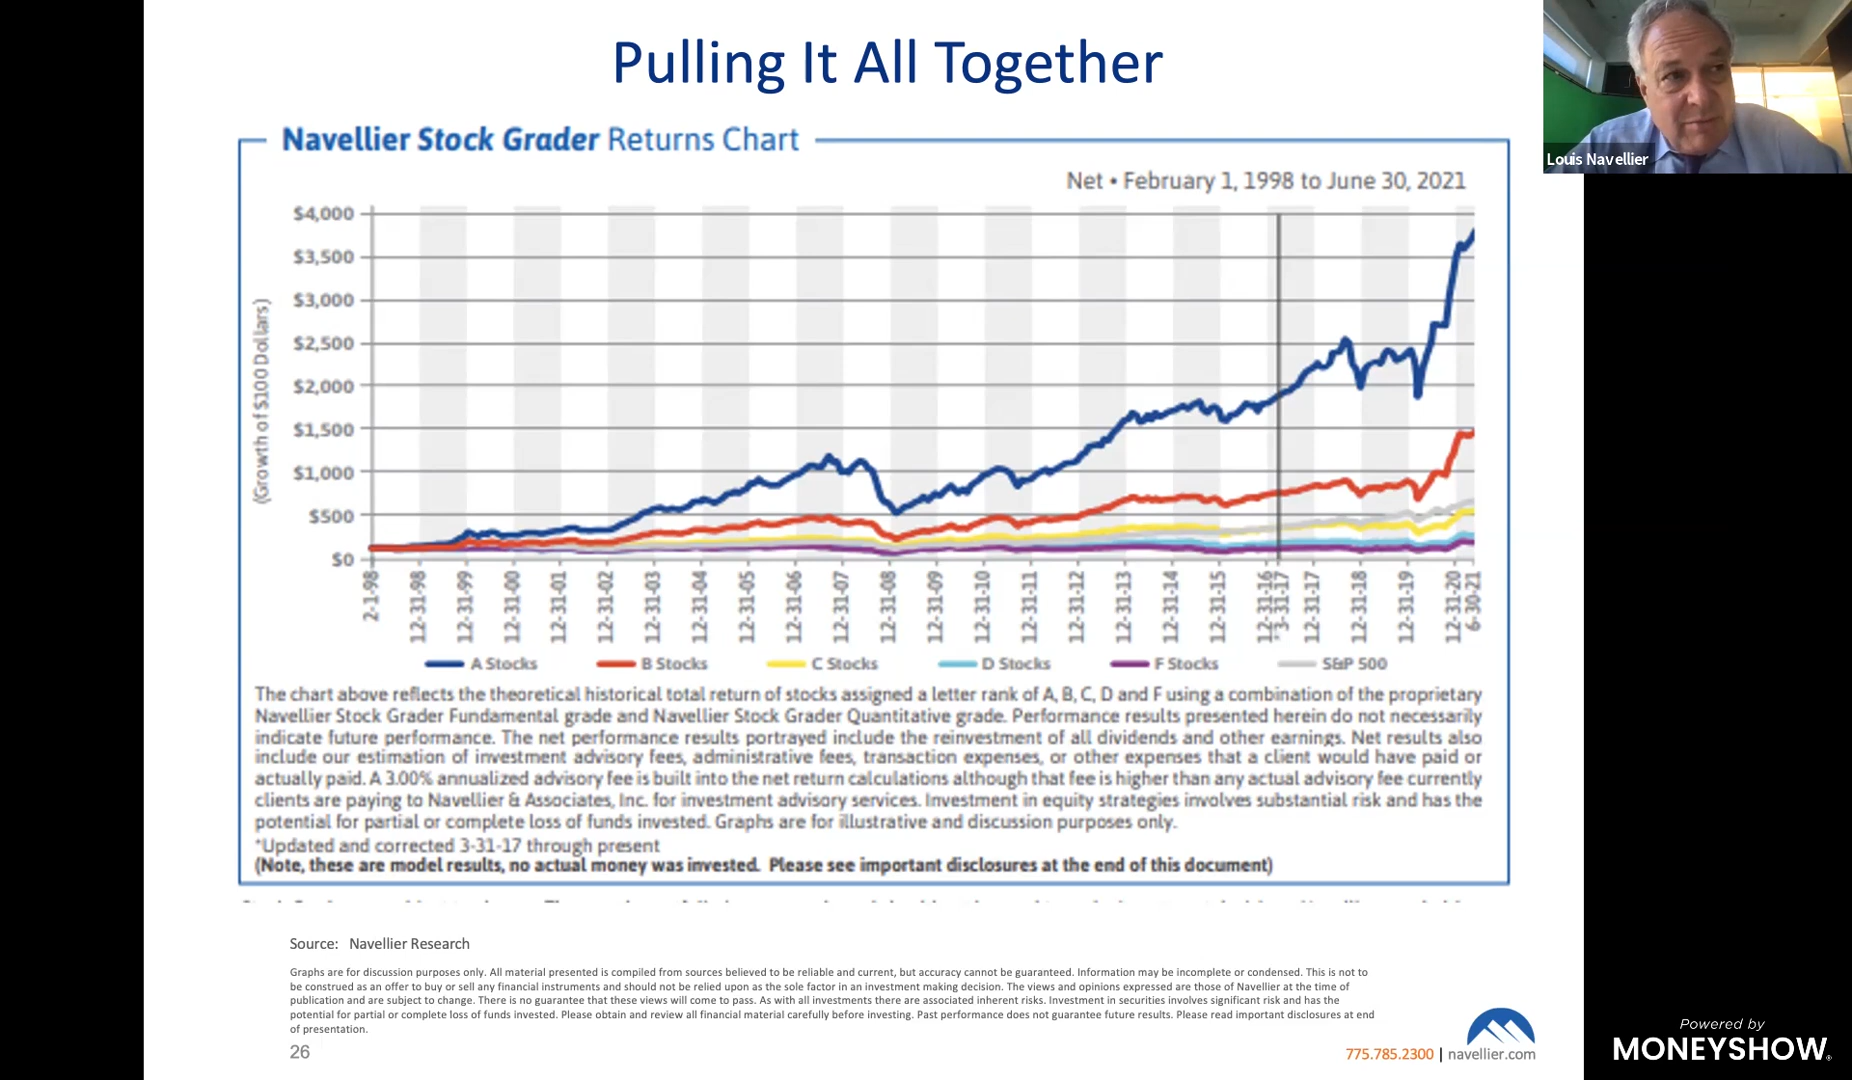 Pulling It All Together
Louis Navellier
Navellier Stock Grader Returns Chart
Net • February 1, 1998 to June 30, 2021
(Growth of $100 Dollars)
$4,000
$3,500
$3,000
$2,500
$2,000
$1,500
$1,000
$500
$0
2-1-98
12-31-98
12-31-99
12-31-00
12-31-01
12-31-02
12-31-03
12-31-04
12-31-05
12-31-06
12-31-07
12-31-08
12-31-09
12-31-10
12-31-11
12-31-12
12-31-13
12-31-14
12-31-15
12-31-16
*3-31-17
12-31-17
12-31-18
12-31-19
12-31-20
6-30-21
A Stocks B Stocks C Stocks D Stocks F Stocks S&P 500
The chart above reflects the theoretical historical total return of stocks assigned a letter rank of A, B, C, D and F using a combination of the proprietary
Navellier Stock Grader Fundamental grade and Navellier Stock Grader Quantitative grade. Performance results presented herein do not necessarily
indicate future performance. The net performance results portrayed include the reinvestment of all dividends and other earnings. Net results also
include our estimation of investment advisory fees, administrative fees, transaction expenses, or other expenses that a client would have paid or
actually paid. A 3.00% annualized advisory fee is built into the net return calculations although that fee is higher than any actual advisory fee currently
clients are paying to Navellier & Associates, Inc. for investment advisory services. Investment in equity strategies involves substantial risk and has the
potential for partial or complete loss of funds invested. Graphs are for illustrative and discussion purposes only.
*Updated and corrected 3-31-17 through present
(Note, these are model results, no actual money was invested. Please see important disclosures at the end of this document)
Source: Navellier Research
Graphs are for discussion purposes only. All material presented is compiled from sources believed to be reliable and current, but accuracy cannot be guaranteed. Information may be incomplete or condensed. This is not to
be construed as an offer to buy or sell any financial instruments and should not be relied upon as the sole factor in an investment making decision. The views and opinions expressed are those of Navellier at the time of
publication and are subject to change. There is no guarantee that these views will come to pass. As with all investments there are associated inherent risks. Investment in securities involves significant risk and has the
potential for partial or complete loss of funds invested. Please obtain and review all financial material carefully before investing. Past performance does not guarantee future results. Please read important disclosures at end
of presentation.
26
775.785.2300 | navellier.com
Powered by
MONEYSHOW®